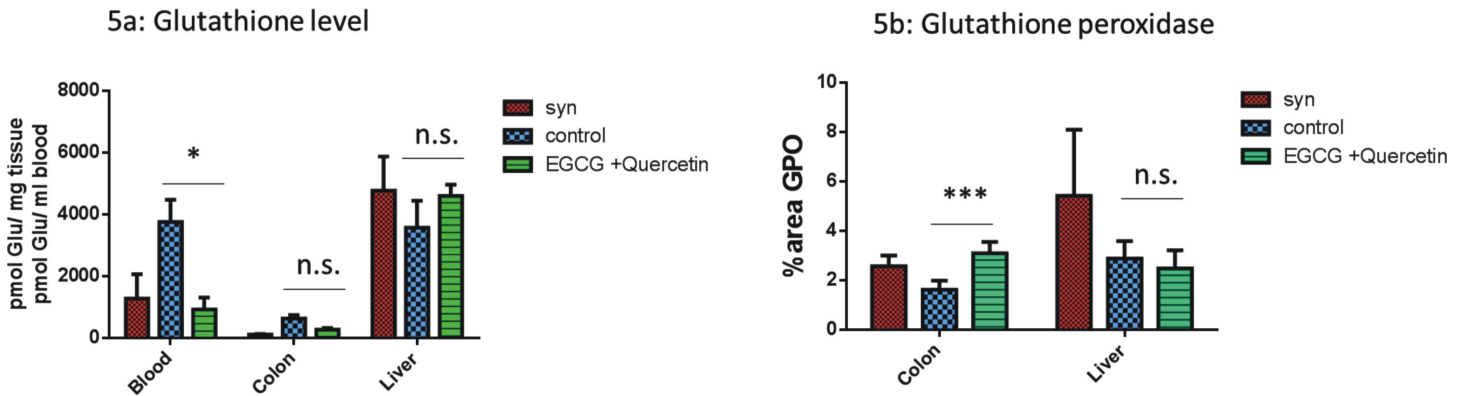 5a: Glutathione level
pmol Glu/ mg tissue
pmol Glu/ ml blood
8000
6000
4000
2000
0
*
n.s.
n.s.
Blood
Colon
Liver
syn
control
EGCG +Quercetin
5b: Glutathione peroxidase
% area GPO
10
8
6
4
2
0
***
n.s.
Colon
Liver
syn
control
EGCG +Quercetin